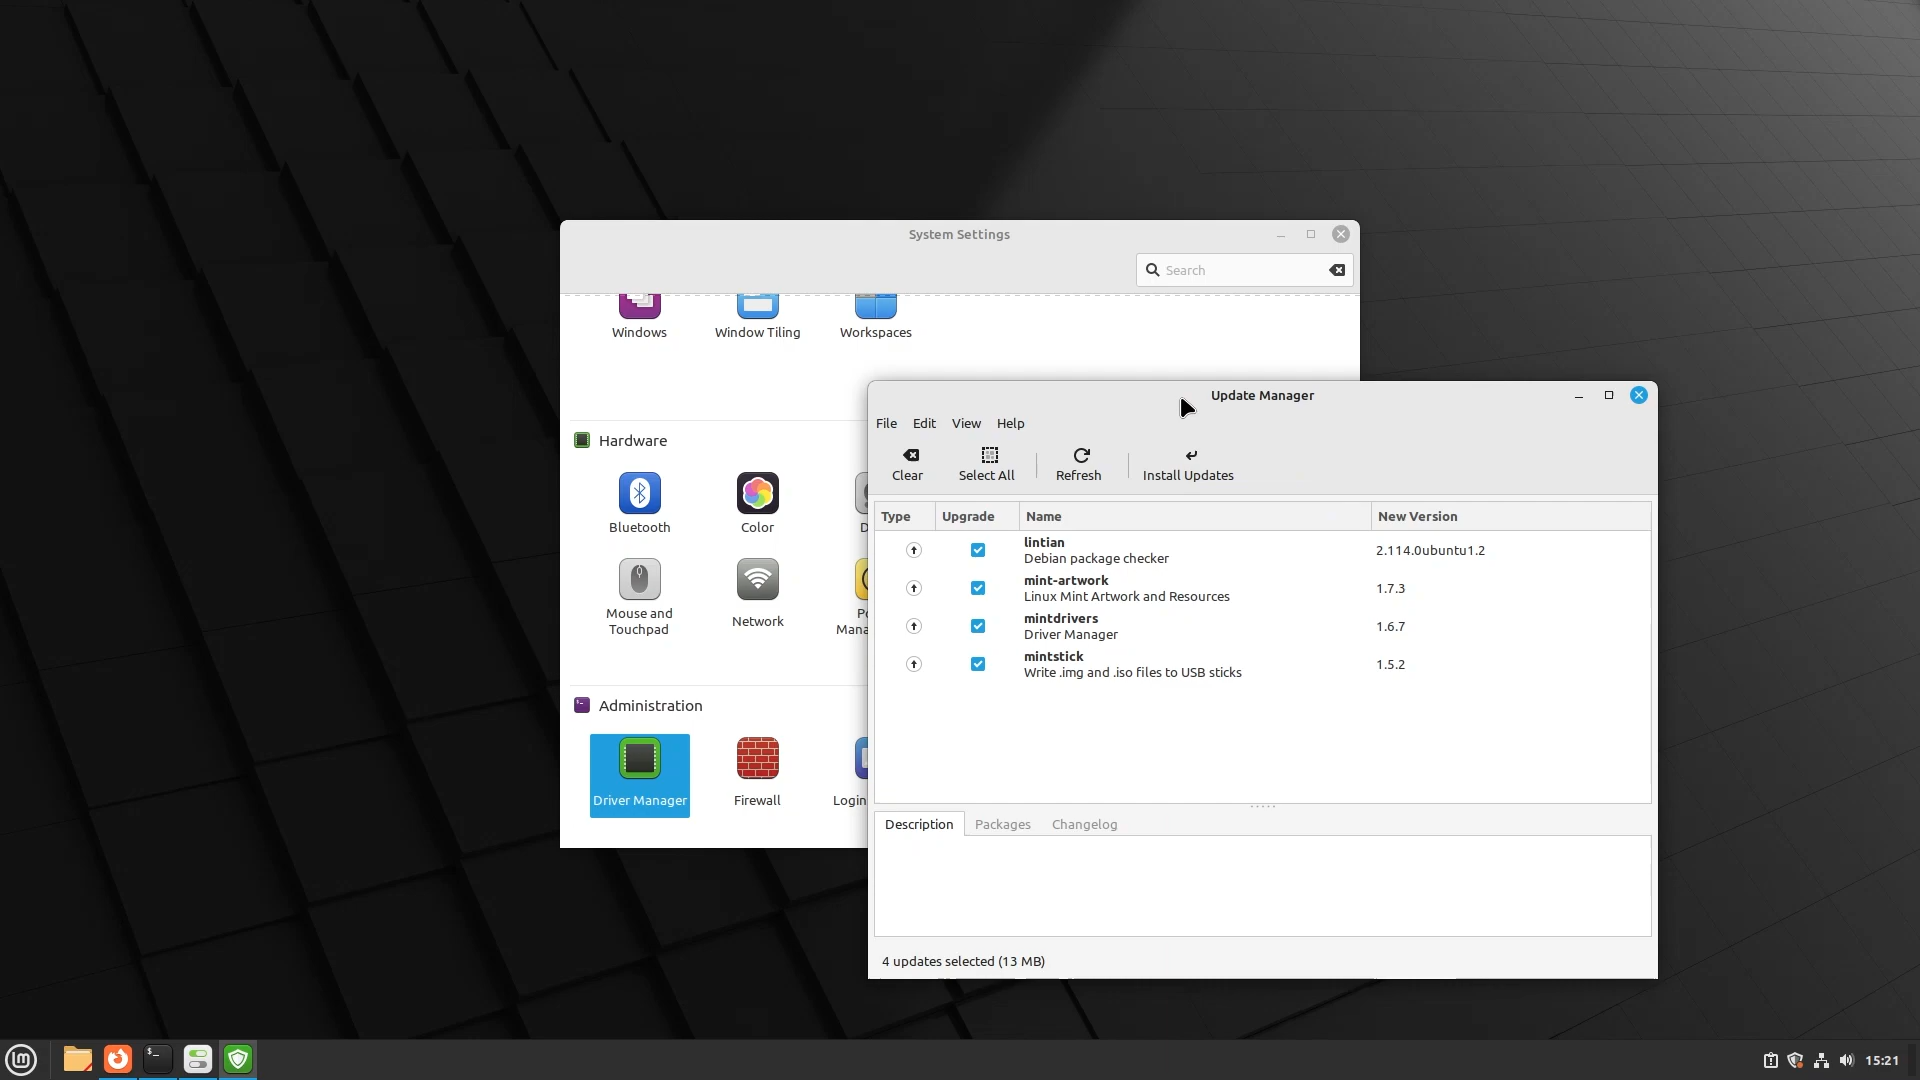 System Settings
Search
Windows
Window Tiling
Workspaces
Hardware
Bluetooth
Color
Mouse and
Touchpad
Network
Administration
Driver Manager
Firewall
Login
Update Manager
File Edit View Help
Clear
Select All
Refresh
Install Updates
Type Upgrade Name New Version
lintian
Debian package checker
2.114.0ubuntu1.2
mint-artwork
Linux Mint Artwork and Resources
1.7.3
mintdrivers
Driver Manager
1.6.7
mintstick
Write .img and .iso files to USB sticks
1.5.2
Description Packages Changelog
4 updates selected (13 MB)
15:21